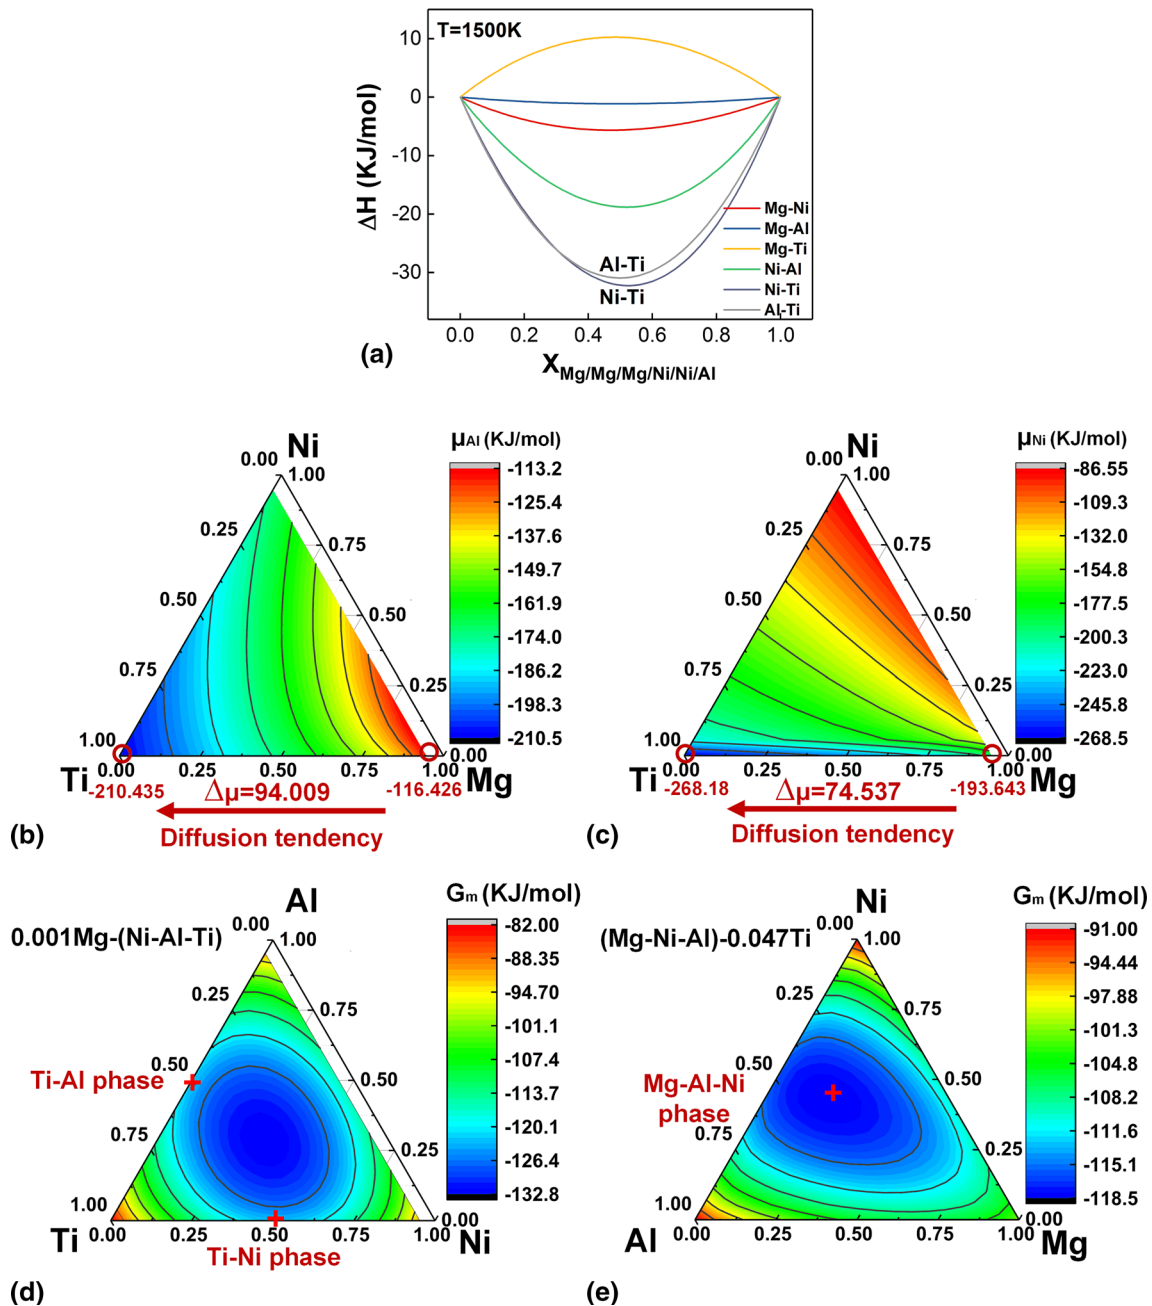 T=1500K
10
0
-10
-20
-30
ΔH (KJ/mol)
Mg-Ni
Mg-Al
Mg-Ti
Ni-Al
Ni-Ti
Al-Ti
Al-Ti
Ni-Ti
0.0 0.2 0.4 0.6 0.8 1.0
XMg/Mg/Mg/Ni/Ni/Al
(a)
Ni
μAl (KJ/mol)
0.00 1.00
0.25 0.75
0.50 0.50
0.75 0.25
1.00 0.00
0.00 0.25 0.50 0.75 1.00
Ti Mg
-113.2
-125.4
-137.6
-149.7
-161.9
-174.0
-186.2
-198.3
-210.5
-210.435 Δμ=94.009 -116.426
Diffusion tendency
(b)
Ni
μNi (KJ/mol)
0.00 1.00
0.25 0.75
0.50 0.50
0.75 0.25
1.00 0.00
0.00 0.25 0.50 0.75 1.00
Ti Mg
-86.55
-109.3
-132.0
-154.8
-177.5
-200.3
-223.0
-245.8
-268.5
-268.18 Δμ=74.537 -193.643
Diffusion tendency
(c)
Al
Gm (KJ/mol)
0.001Mg-(Ni-Al-Ti)
0.00 1.00
0.25 0.75
0.50 0.50
Ti-Al phase
0.75 0.25
1.00 0.00
0.00 0.25 0.50 0.75 1.00
Ti Ni
Ti-Ni phase
-82.00
-88.35
-94.70
-101.1
-107.4
-113.7
-120.1
-126.4
-132.8
(d)
Ni
Gm (KJ/mol)
(Mg-Ni-Al)-0.047Ti
0.00 1.00
0.25 0.75
0.50 0.50
Mg-Al-Ni
phase
0.75 0.25
1.00 0.00
0.00 0.25 0.50 0.75 1.00
Al Mg
-91.00
-94.44
-97.88
-101.3
-104.8
-108.2
-111.6
-115.1
-118.5
(e)